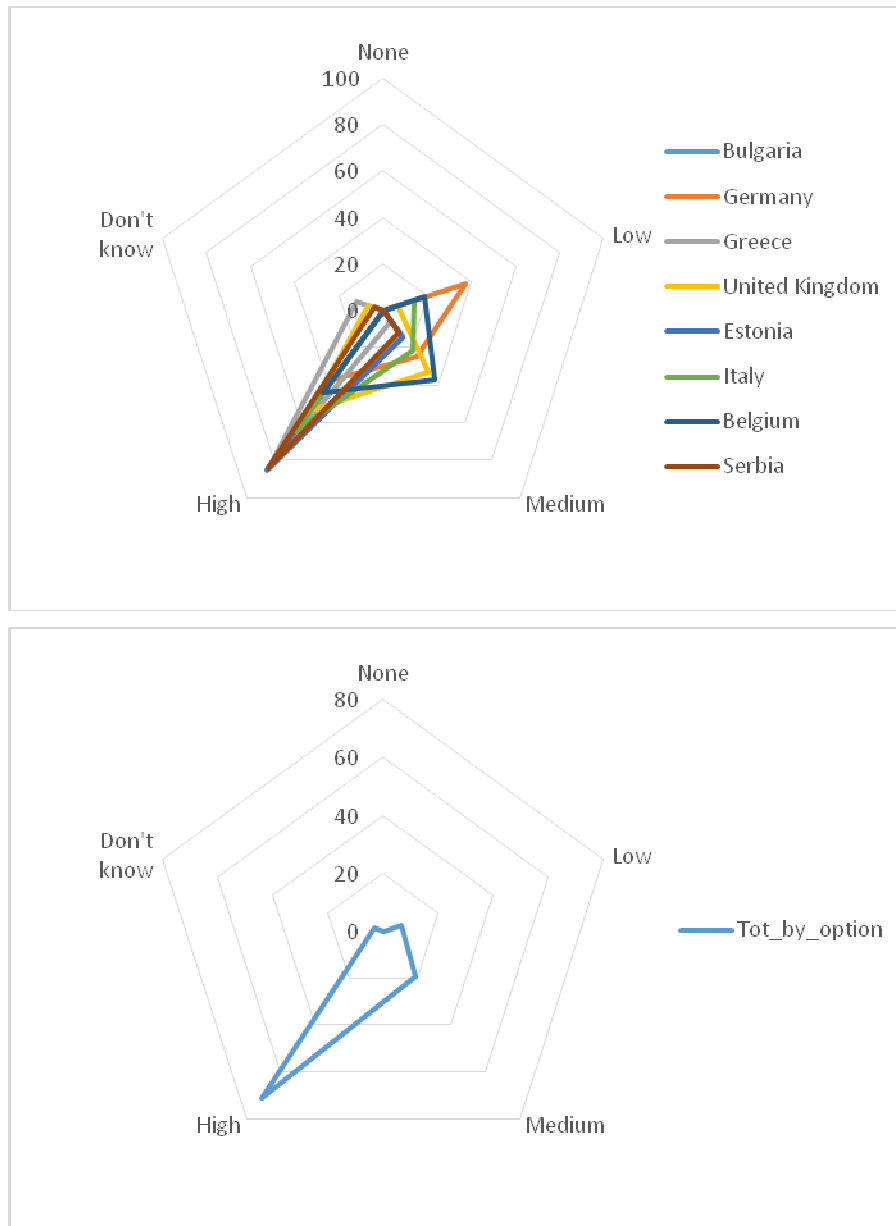 None
100
80
60
40
20
0
Don't
know
Low
High
Medium
Bulgaria
Germany
Greece
United Kingdom
Estonia
Italy
Belgium
Serbia
None
80
60
40
20
0
Don't
know
Low
High
Medium
Tot_by_option